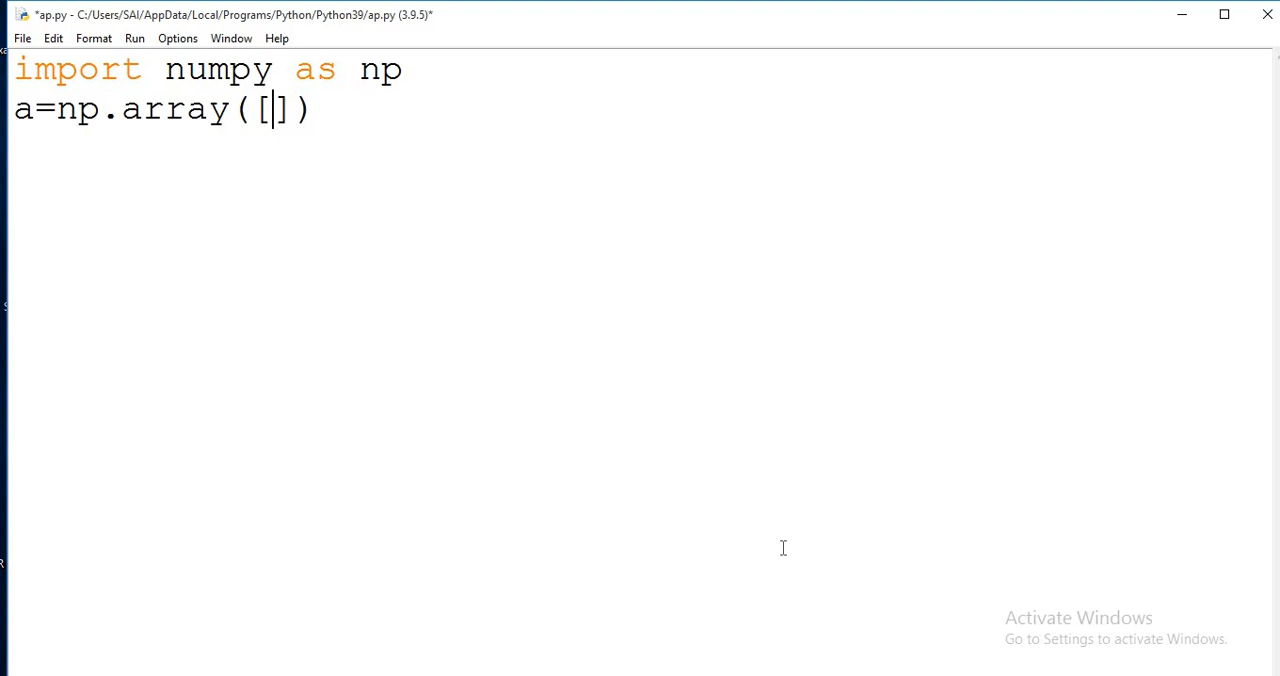 *ap.py - C:/Users/SAI/AppData/Local/Programs/Python/Python39/ap.py (3.9.5)*
File Edit Format Run Options Window Help
import numpy as np
a=np.array([])
Activate Windows
Go to Settings to activate Windows.